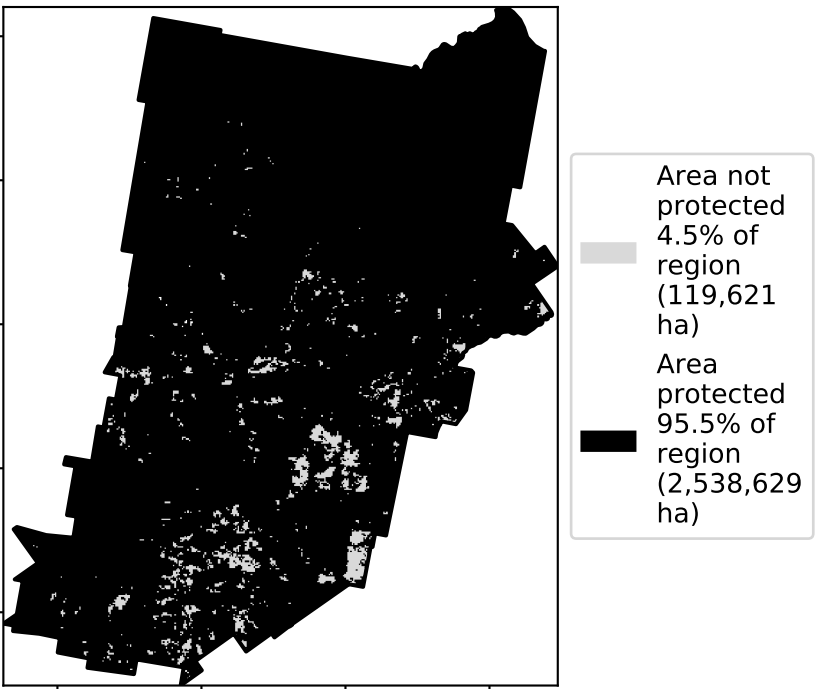 Area not
protected
4.5% of
region
(119,621
ha)
Area
protected
95.5% of
region
(2,538,629
ha)